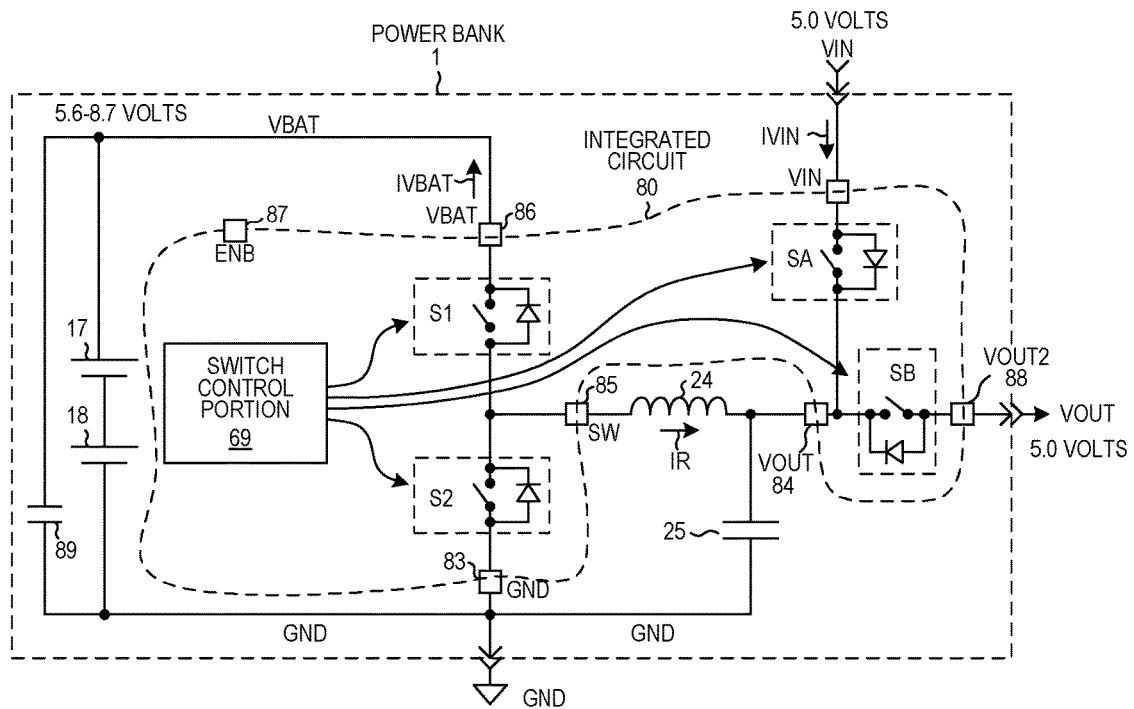 5.0 VOLTS
VIN
POWER BANK
1
5.6-8.7 VOLTS
VBAT
INTEGRATED
CIRCUIT
80
IVIN
VIN
IVBAT
VBAT
86
87
ENB
SA
S1
17
SWITCH
CONTROL
PORTION
69
18
85
SW
24
IR
VOUT
84
SB
VOUT2
88
VOUT
5.0 VOLTS
S2
25
89
83
GND
GND
GND
GND